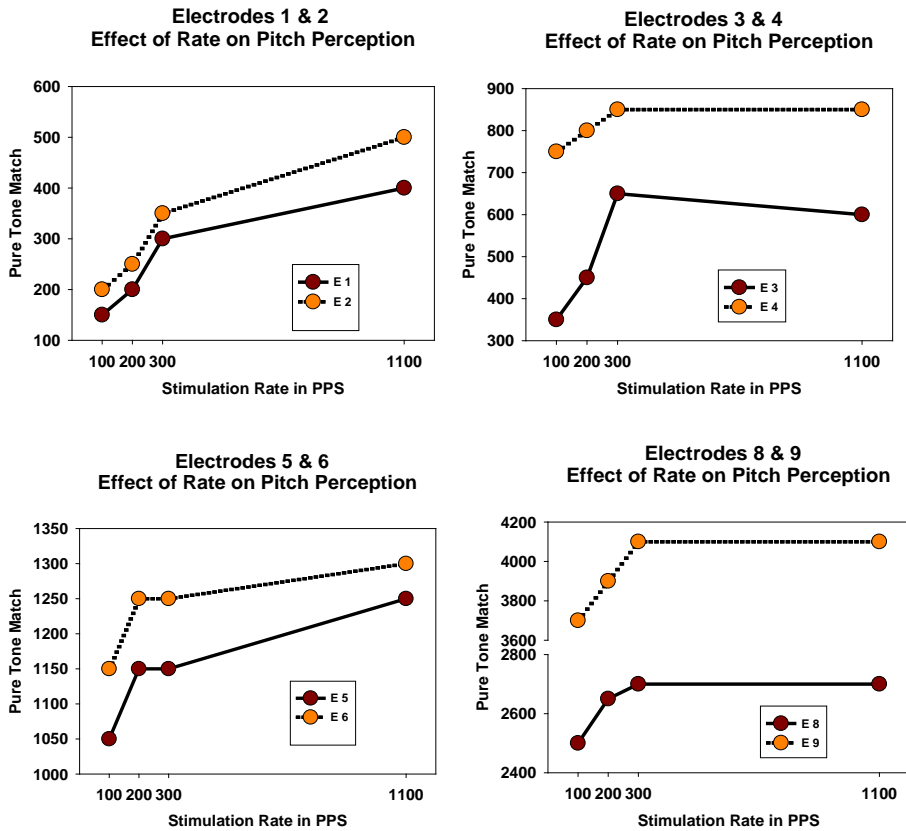 Electrodes 1 & 2
Effect of Rate on Pitch Perception
Pure Tone Match
600
500
400
300
200
100
E 1
E 2
100 200 300 1100
Stimulation Rate in PPS
Electrodes 3 & 4
Effect of Rate on Pitch Perception
Pure Tone Match
900
800
700
600
500
400
300
E 3
E 4
100 200 300 1100
Stimulation Rate in PPS
Electrodes 5 & 6
Effect of Rate on Pitch Perception
Pure Tone Match
1350
1300
1250
1200
1150
1100
1050
1000
E 5
E 6
100 200 300 1100
Stimulation Rate in PPS
Electrodes 8 & 9
Effect of Rate on Pitch Perception
Pure Tone Match
4200
4000
3800
3600
2800
2600
2400
E 8
E 9
100 200 300 1100
Stimulation Rate in PPS